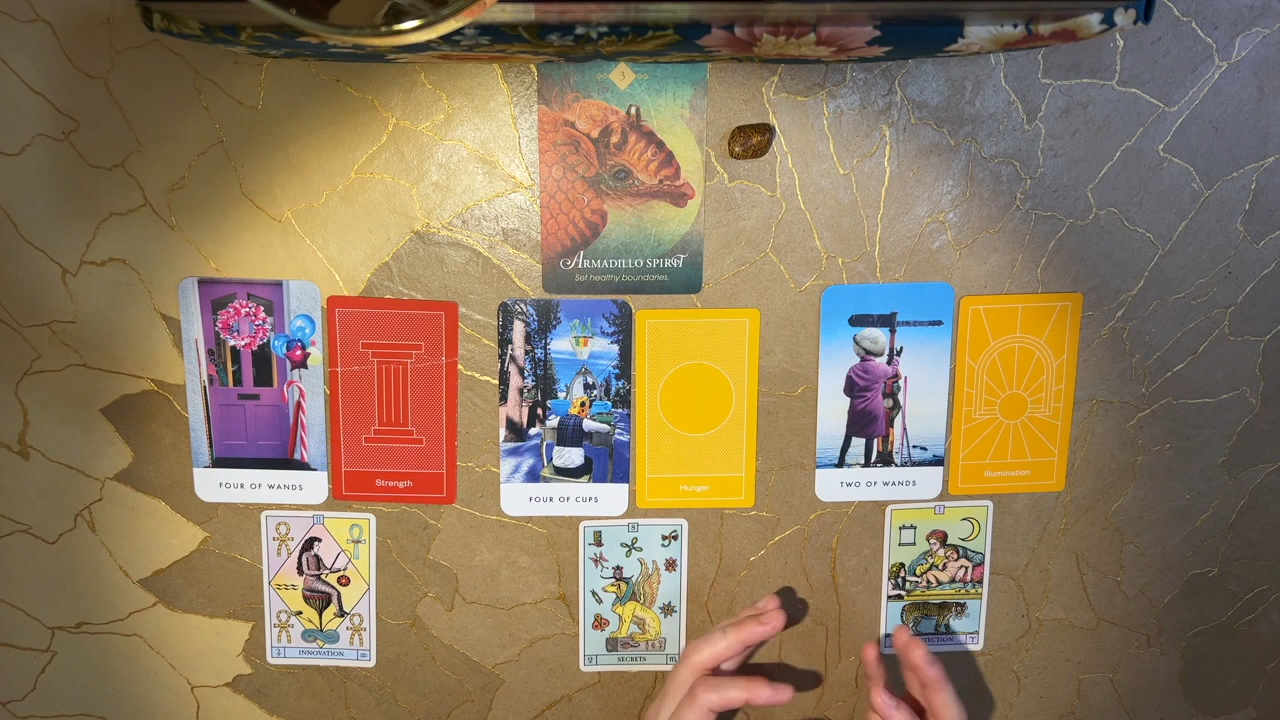 3
ARMADILLO SPIRIT
Set healthy boundaries.
FOUR OF WANDS
Strength
FOUR OF CUPS
Hunger
TWO OF WANDS
Illumination
II
INNOVATION
8
SECRETS
I